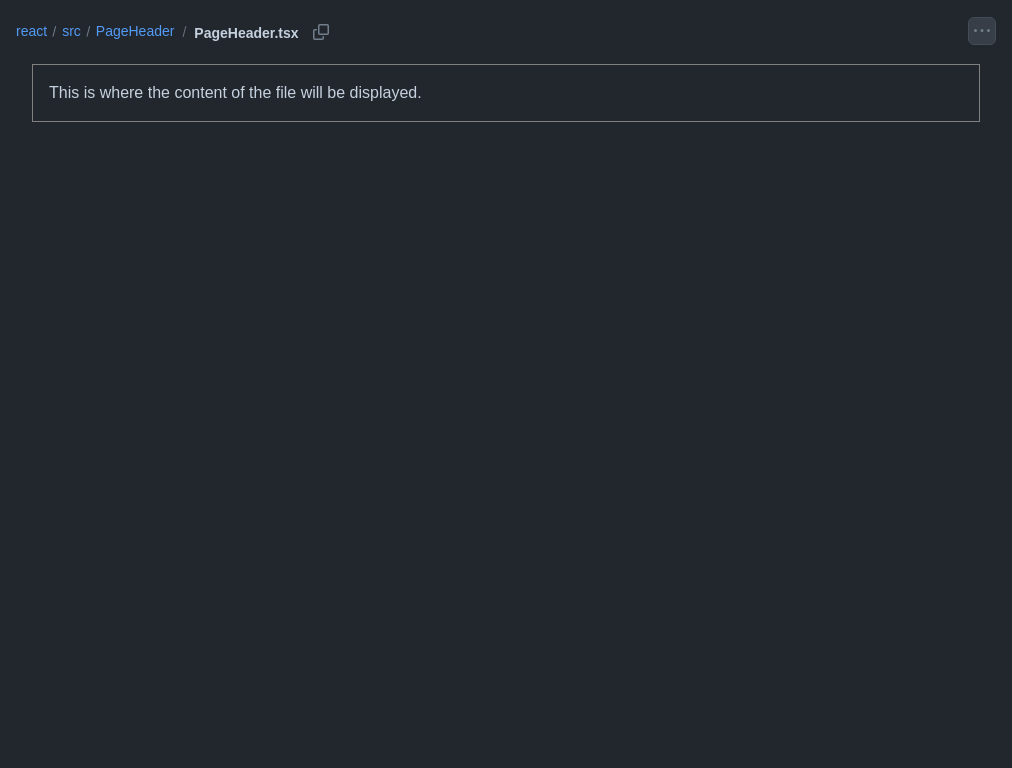 react / src / PageHeader / PageHeader.tsx
This is where the content of the file will be displayed.